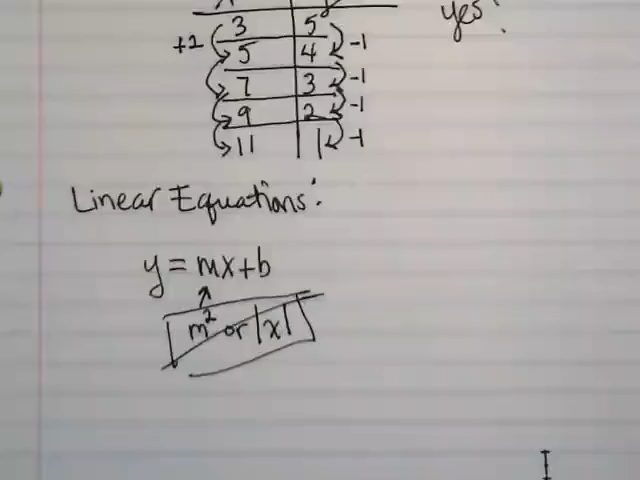 yes!
3 5
+2 -1
5 4
-1
7 3
-1
9 2
-1
11 1
Linear Equations:
y = mx+b
m² or |x|